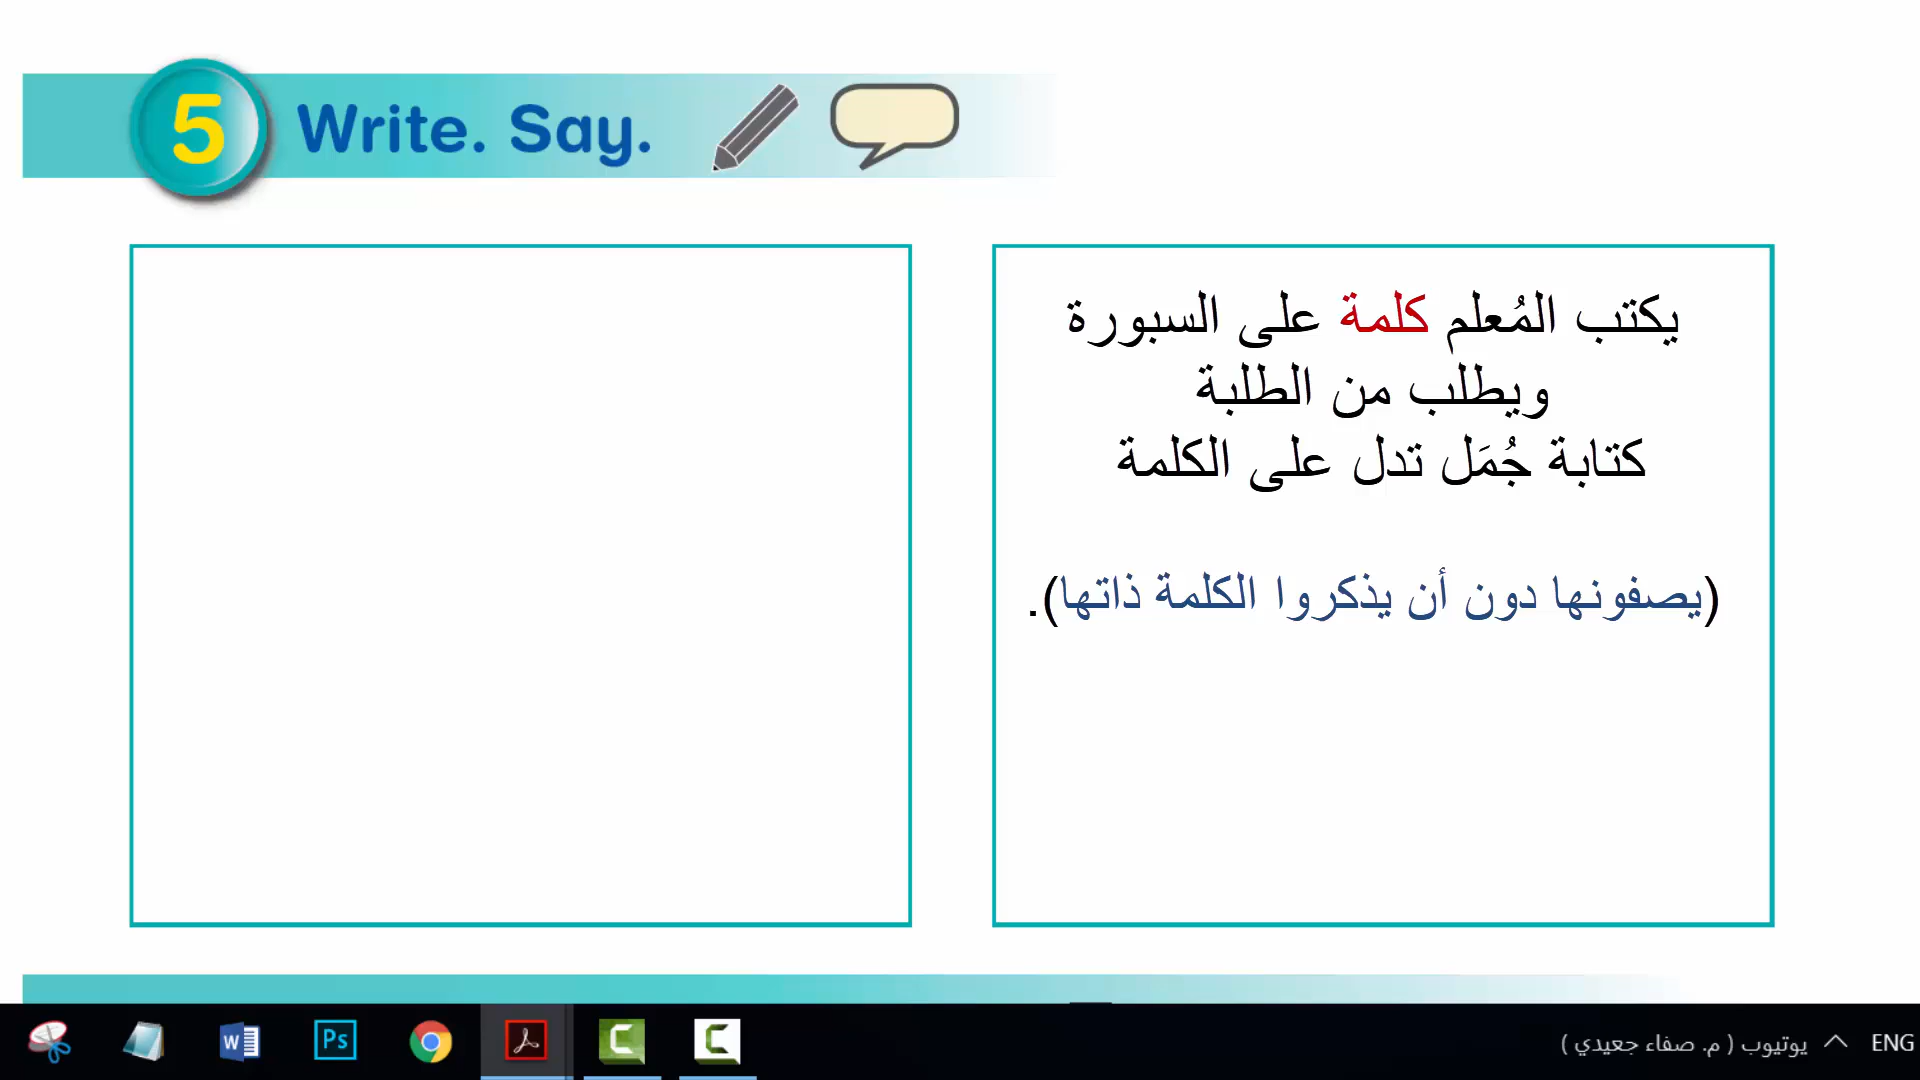 5 Write. Say.
يكتب المُعلم كلمة على السبورة
ويطلب من الطلبة
كتابة جُمَل تدل على الكلمة
(يصفونها دون أن يذكروا الكلمة ذاتها).
W Ps C C يوتيوب ( م. صفاء جعيدي ) ENG